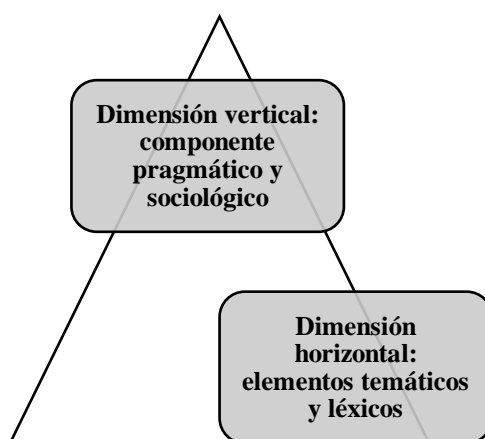 Dimensión vertical:
componente
pragmático y
sociológico
Dimensión
horizontal:
elementos temáticos
y léxicos